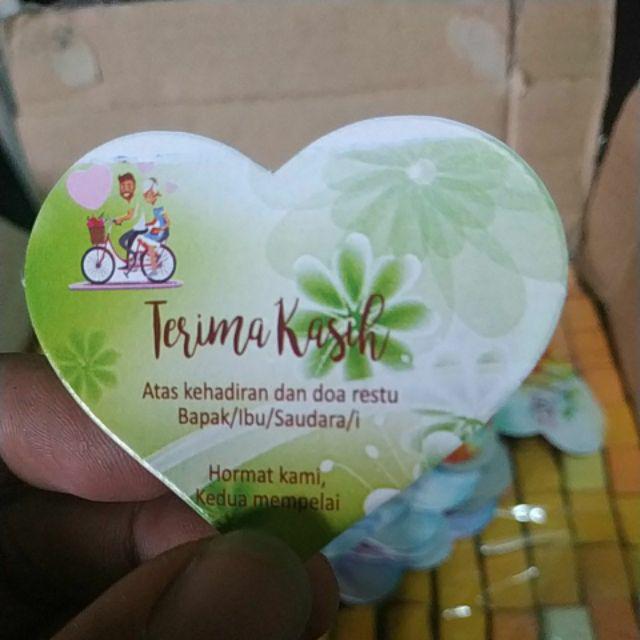 Terima Kasih
Atas kehadiran dan doa restu
Bapak/Ibu/Saudara/i
Hormat kami,
Kedua mempelai